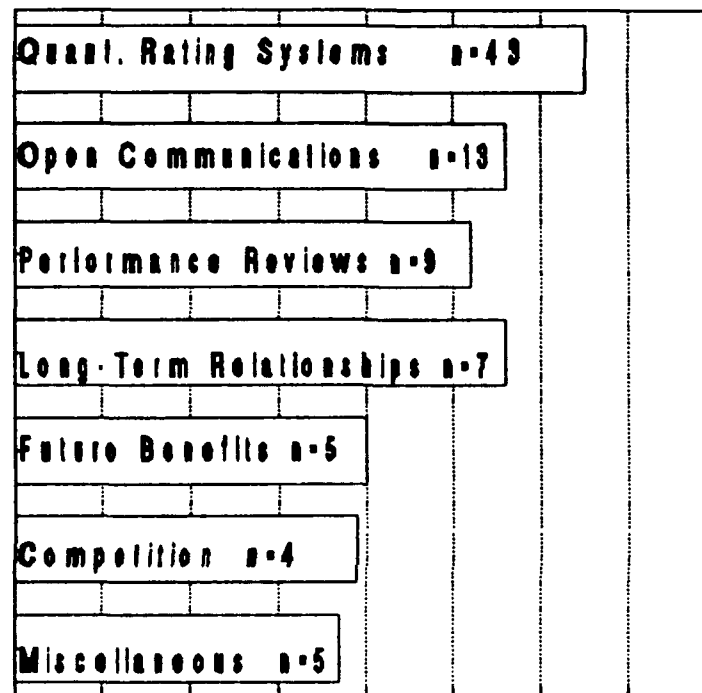 Quant. Rating Systems n=43
Open Communications n=13
Performance Reviews n=9
Long-Term Relationships n=7
Future Benefits n=5
Competition n=4
Miscellaneous n=5